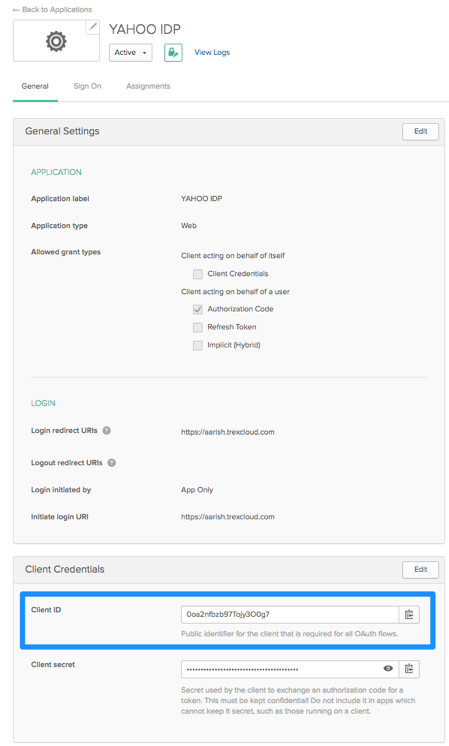 ← Back to Applications
YAHOO IDP
Active
View Logs
General Sign On Assignments
General Settings Edit
APPLICATION
Application label YAHOO IDP
Application type Web
Allowed grant types Client acting on behalf of itself
Client Credentials
Client acting on behalf of a user
Authorization Code
Refresh Token
Implicit (Hybrid)
LOGIN
Login redirect URIs ? https://aarish.trexcloud.com
Logout redirect URIs ?
Login initiated by App Only
Initiate login URI https://aarish.trexcloud.com
Client Credentials Edit
Client ID 0oa2nfbzb97Tojy3O0g7
Public identifier for the client that is required for all OAuth flows.
Client secret ••••••••••••••••••••••••••••••••••••••••
Secret used by the client to exchange an authorization code for a
token. This must be kept confidential! Do not include it in apps which
cannot keep it secret, such as those running on a client.